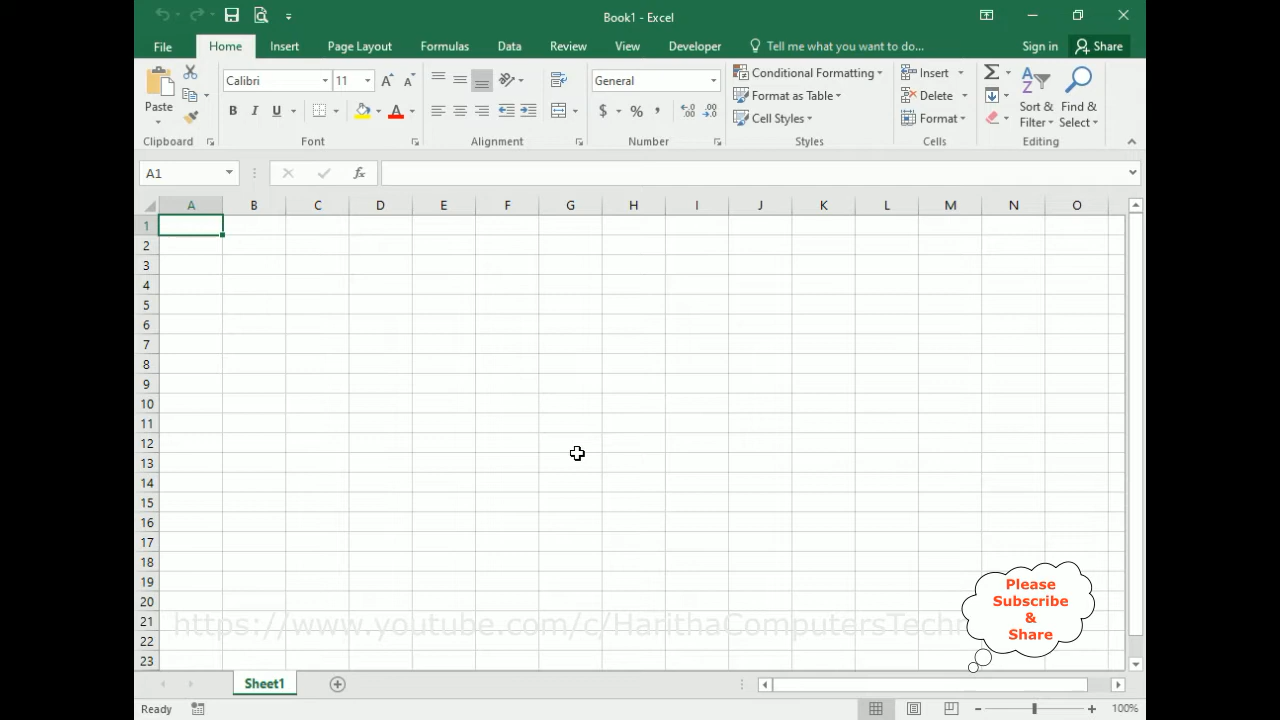 Book1 - Excel
File Home Insert Page Layout Formulas Data Review View Developer Tell me what you want to do... Sign in Share
Paste
Calibri 11
B I U
General
$ % ,
Conditional Formatting
Format as Table
Cell Styles
Insert
Delete
Format
Sort & Filter
Find & Select
Clipboard Font Alignment Number Styles Cells Editing
A1 fx
A B C D E F G H I J K L M N O
1
2
3
4
5
6
7
8
9
10
11
12
13
14
15
16
17
18
19
20
21
22
23
https://www.youtube.com/c/HarithaComputersTech
Please
Subscribe
&
Share
Sheet1
Ready
100%